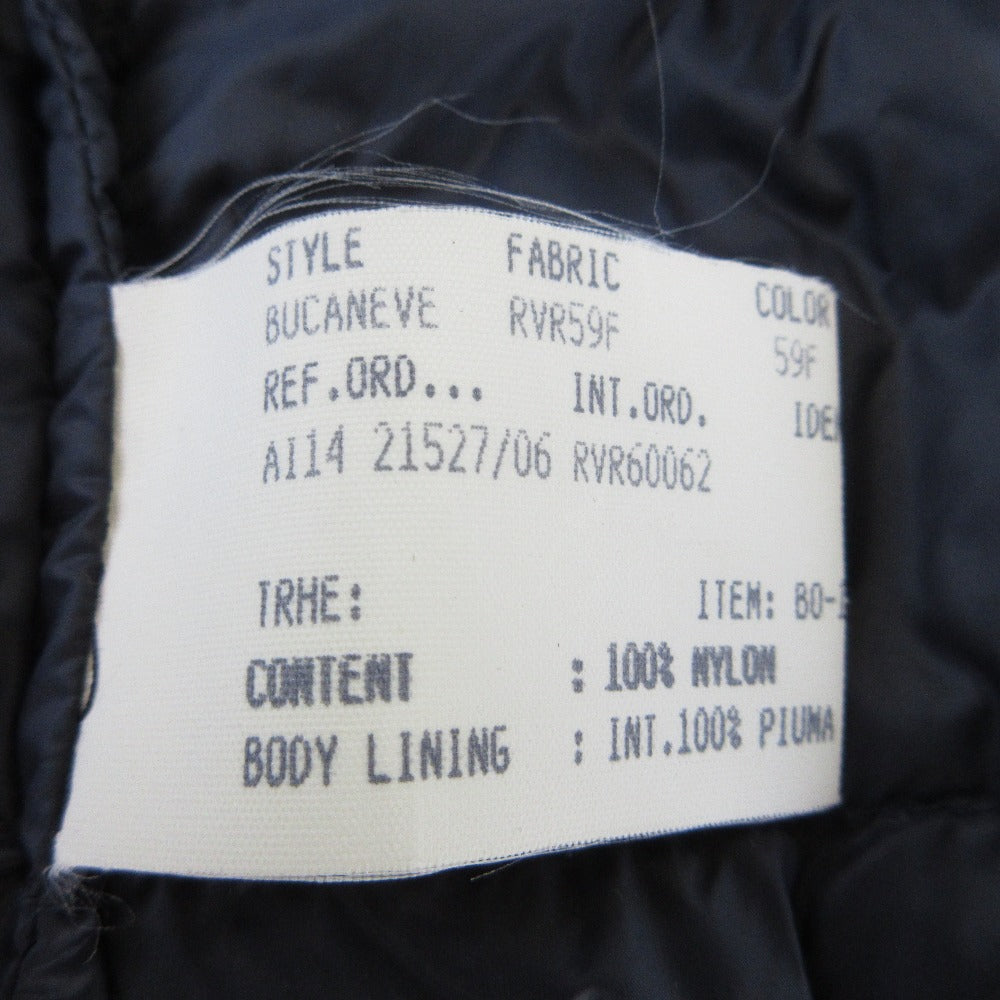 STYLE FABRIC COLOR
BUCANEVE RVR59F 59F
REF.ORD... INT.ORD.
AI14 21527/06 RVR60062
TRHE: ITEM: BO-
CONTENT : 100% NYLON
BODY LINING : INT.100% PIUMA